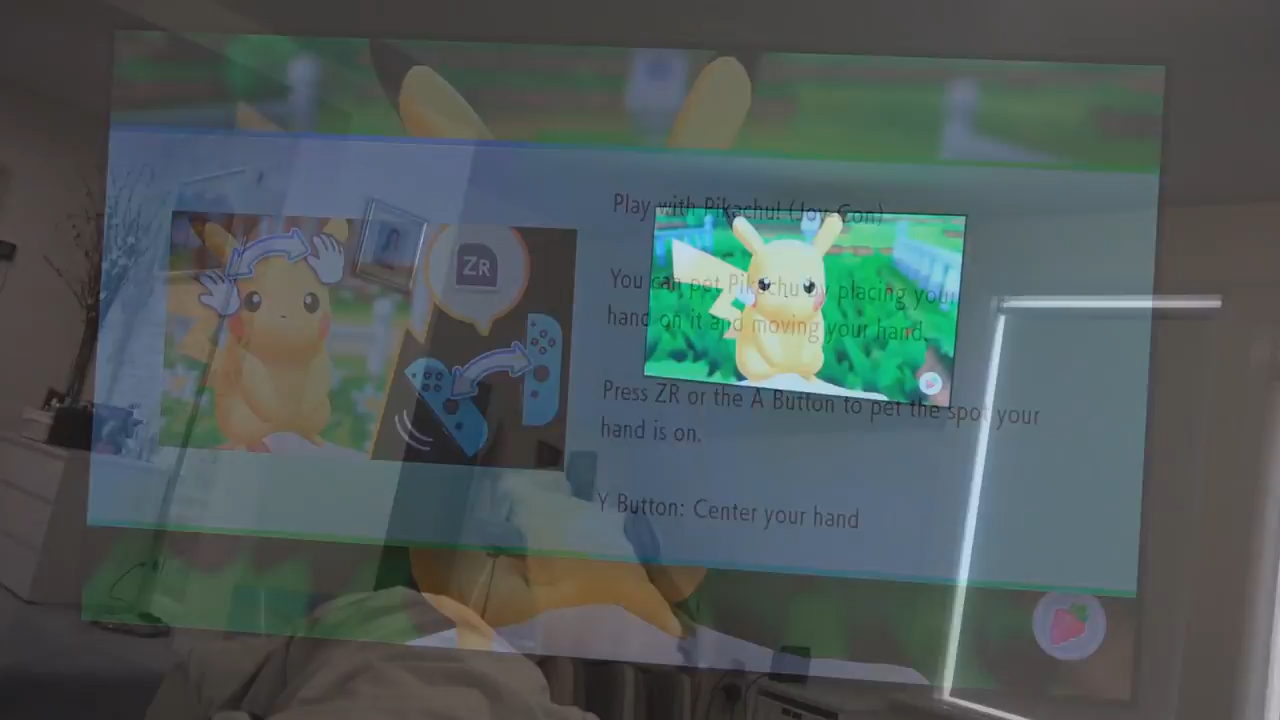 ZR
Play with Pikachu! (Joy-Con)
You can pet Pikachu by placing your
hand on it and moving your hand.
Press ZR or the A Button to pet the spot your
hand is on.
Y Button: Center your hand